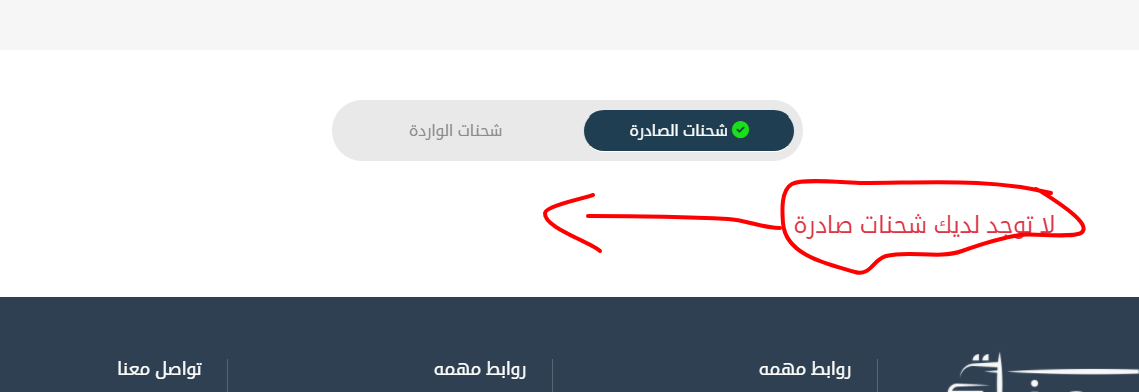 شحنات الصادرة
شحنات الواردة
لا توجد لديك شحنات صادرة
روابط مهمه
روابط مهمه
تواصل معنا